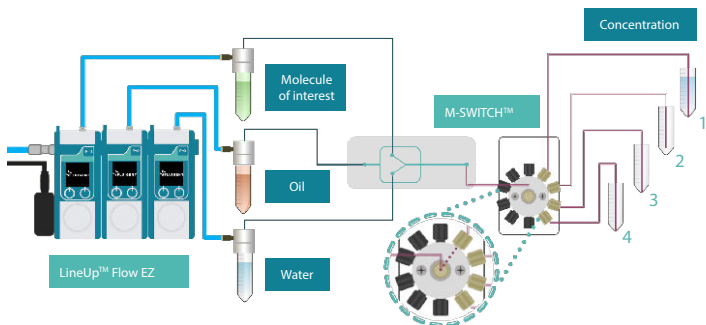 Concentration
Molecule
of interest
M-SWITCH™
1
2
Oil
3
4
LineUp™ Flow EZ
Water